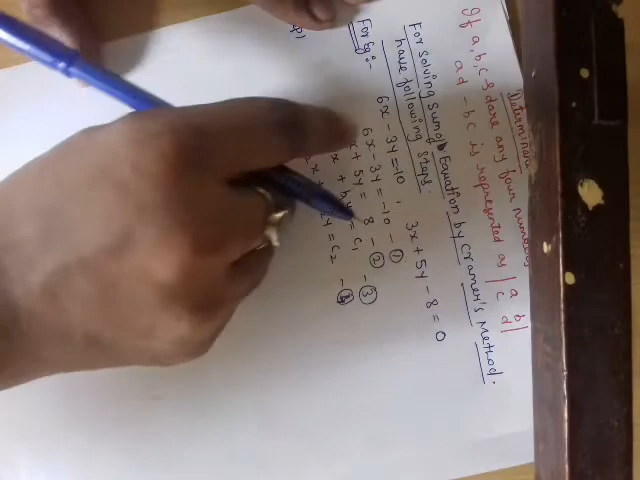 Determinant
If a, b, c & d are any four numbers
ad - bc is represented as |a b|
|c d|
For solving sumob Equation by Cramer's Method.
have following steps.
For Eg:- 6x - 3y = 10 , 3x + 5y - 8 = 0
6x - 3y = -10 - ①
x + 5y = 8 - ②
x + b y = c₁ - ③
y = c₂ - ④